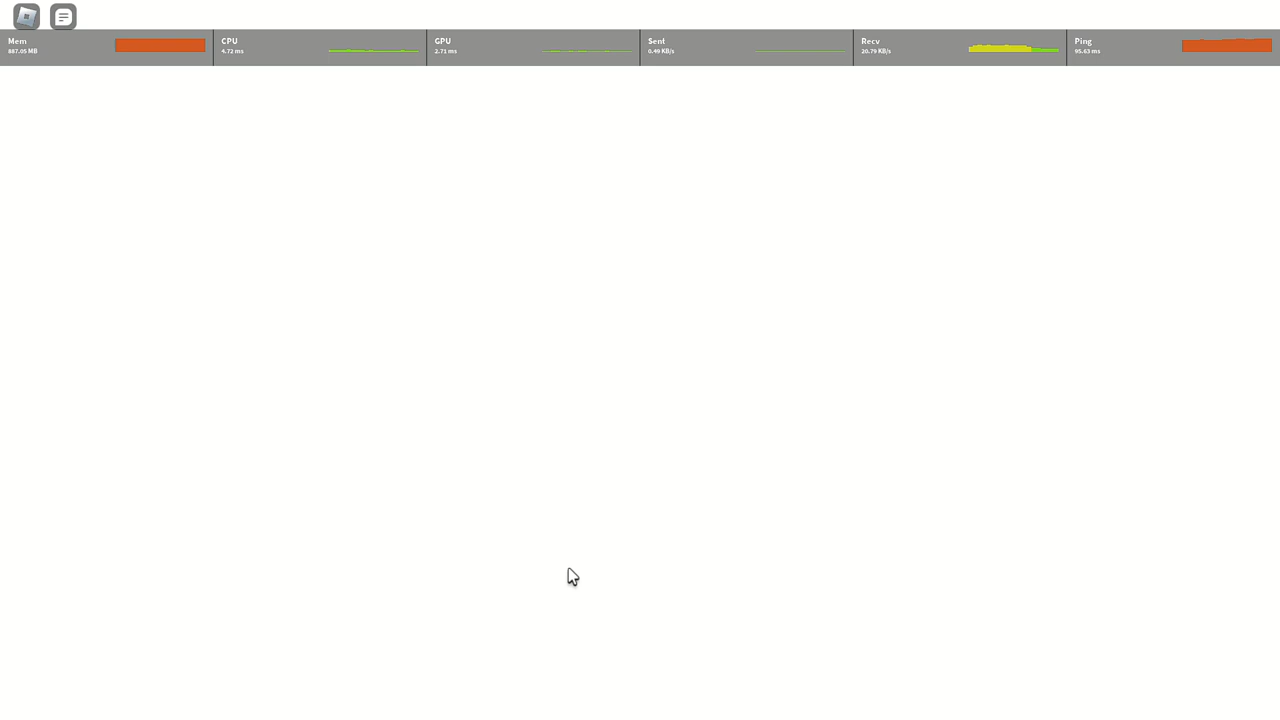 Mem
887.05 MB
CPU
4.72 ms
GPU
2.71 ms
Sent
0.49 KB/s
Recv
20.79 KB/s
Ping
95.63 ms